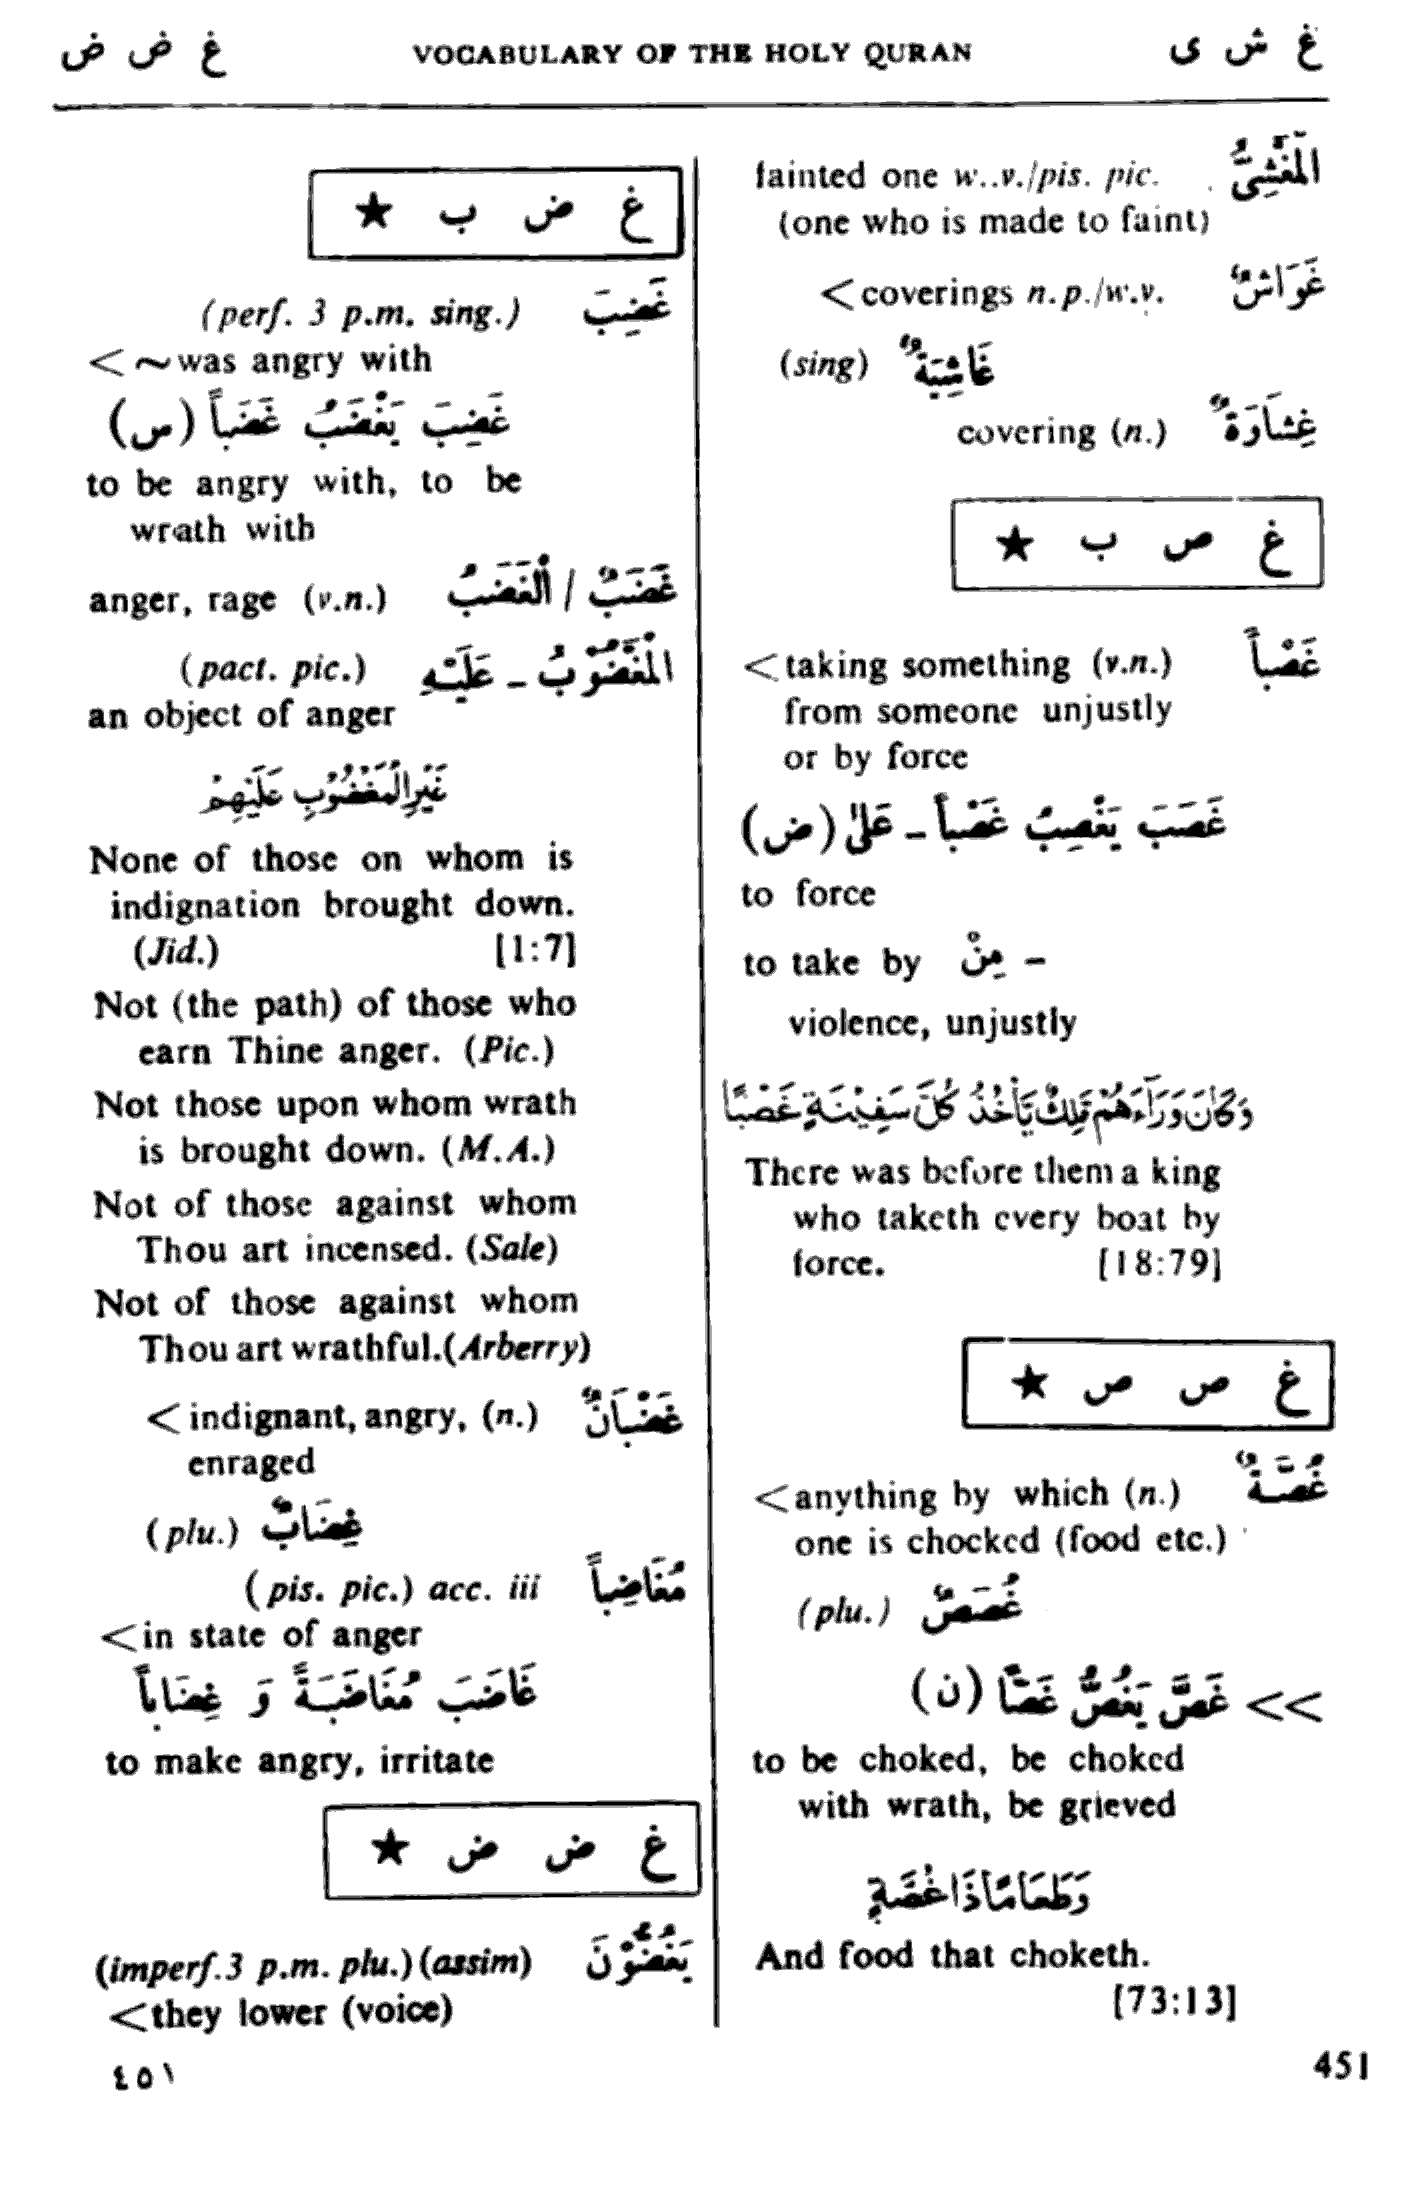 غ ض ض VOCABULARY OF THE HOLY QURAN غ ش ى
fainted one w..v./pis. pic. الْمَغْشِىُّ
(one who is made to faint)
<coverings n.p./w.v. غَوَاشٌ
(sing) غَاشِيَةٌ
covering (n.) غِشَاوَةٌ
غ ص ب ★
<taking something (v.n.) غَصْباً
from someone unjustly
or by force
غَصَبَ يَغْصِبُ غَصْباً - عَلىٰ (ض)
to force
to take by مِنْ -
violence, unjustly
وَكَانَ وَرَآءَهُمْ مَّلِكٌ يَّأْخُذُ كُلَّ سَفِيْنَةٍ غَصْبًا
There was before them a king
who taketh every boat by
force. [18:79]
غ ص ص ★
<anything by which (n.) غُصَّةٌ
one is chocked (food etc.)
(plu.) غُصَصٌ
<< غَصَّ يَغُصُّ غَصًّا (ن)
to be choked, be choked
with wrath, be grieved
وَطَعَامًا ذَا غُصَّةٍ
And food that choketh.
[73:13]
غ ض ب ★
(perf. 3 p.m. sing.) غَضِبَ
< ~was angry with
غَضِبَ يَغْضَبُ غَضَباً (س)
to be angry with, to be
wrath with
anger, rage (v.n.) غَضَبٌ / اَلْغَضَبُ
(pact. pic.) الْمَغْضُوْبُ - عَلَيْهِ
an object of anger
غَيْرِ الْمَغْضُوْبِ عَلَيْهِمْ
None of those on whom is
indignation brought down.
(Jid.) [1:7]
Not (the path) of those who
earn Thine anger. (Pic.)
Not those upon whom wrath
is brought down. (M.A.)
Not of those against whom
Thou art incensed. (Sale)
Not of those against whom
Thou art wrathful.(Arberry)
<indignant, angry, (n.) غَضْبَانٌ
enraged
(plu.) غِضَابٌ
(pis. pic.) acc. iii مُغَاضِباً
<in state of anger
غَاضَبَ مُغَاضَبَةً وَ غِضَاباً
to make angry, irritate
غ ض ض ★
(imperf.3 p.m. plu.)(assim) يَغُضُّوْنَ
<they lower (voice)
٤٥١ 451